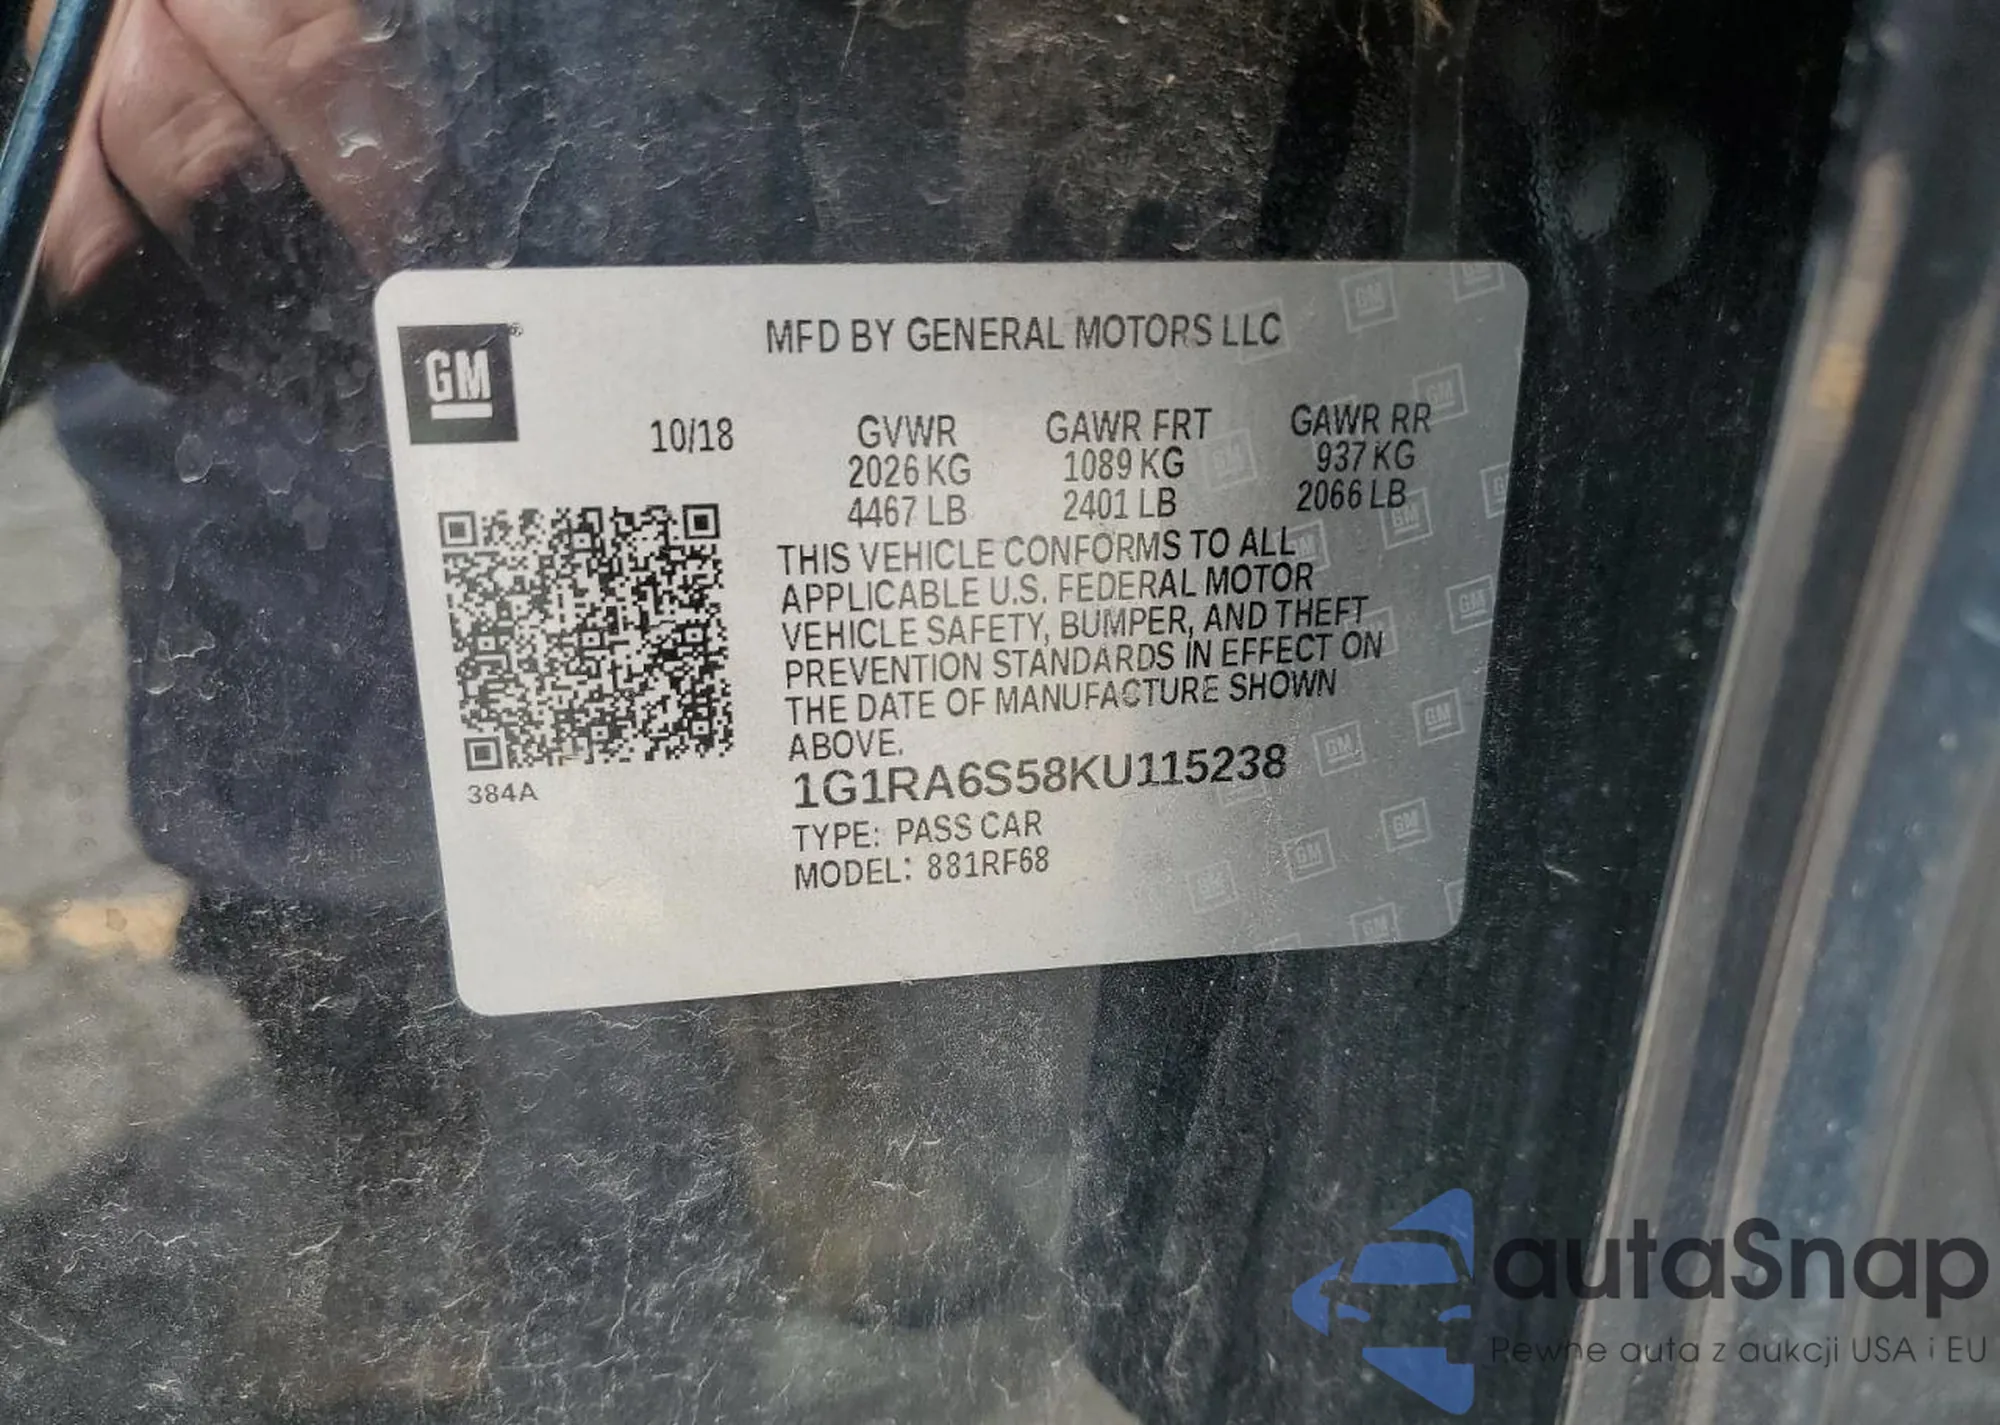 GM
MFD BY GENERAL MOTORS LLC
10/18
GVWR GAWR FRT GAWR RR
2026 KG 1089 KG 937 KG
4467 LB 2401 LB 2066 LB
THIS VEHICLE CONFORMS TO ALL
APPLICABLE U.S. FEDERAL MOTOR
VEHICLE SAFETY, BUMPER, AND THEFT
PREVENTION STANDARDS IN EFFECT ON
THE DATE OF MANUFACTURE SHOWN
ABOVE.
384A
1G1RA6S58KU115238
TYPE: PASS CAR
MODEL: 881RF68
autaSnap
Pewne auta z aukcji USA i EU